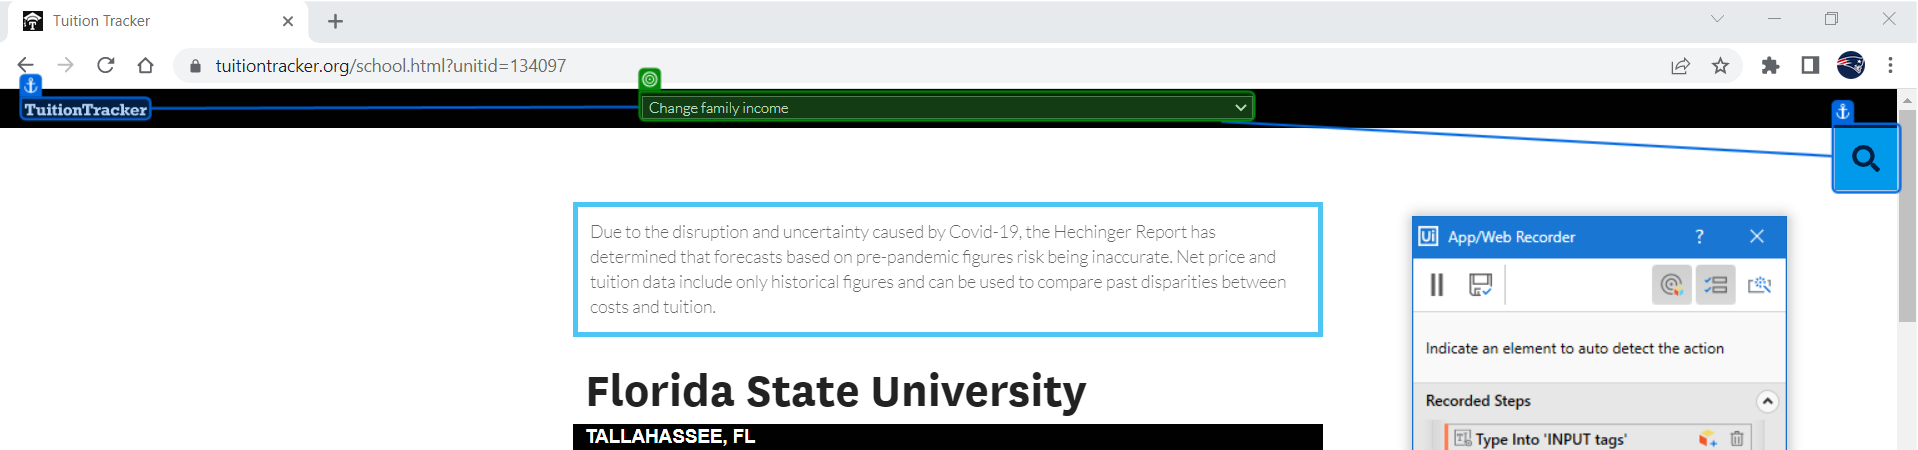 Tuition Tracker
tuitiontracker.org/school.html?unitid=134097
TuitionTracker
Change family income
Due to the disruption and uncertainty caused by Covid-19, the Hechinger Report has
determined that forecasts based on pre-pandemic figures risk being inaccurate. Net price and
tuition data include only historical figures and can be used to compare past disparities between
costs and tuition.
Florida State University
TALLAHASSEE, FL
Ui App/Web Recorder ?
Indicate an element to auto detect the action
Recorded Steps
Type Into 'INPUT tags'